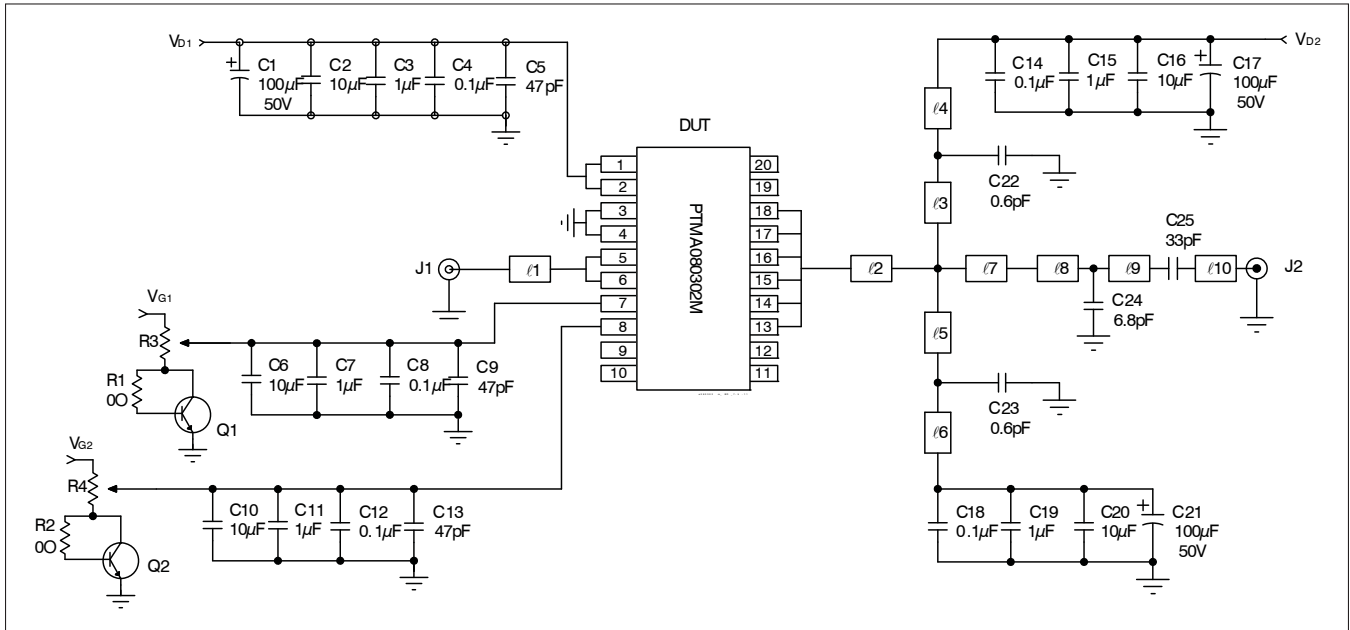 VD1
C1
100µF
50V
C2
10µF
C3
1µF
C4
0.1µF
C5
47pF
DUT
PTMA080302M
1
2
3
4
5
6
7
8
9
10
20
19
18
17
16
15
14
13
12
11
J1
ℓ1
VG1
R3
R1
0O
Q1
C6
10µF
C7
1µF
C8
0.1µF
C9
47pF
VG2
R4
R2
0O
Q2
C10
10µF
C11
1µF
C12
0.1µF
C13
47pF
VD2
C14
0.1µF
C15
1µF
C16
10µF
C17
100µF
50V
ℓ4
C22
0.6pF
ℓ3
ℓ2
ℓ7
ℓ8
ℓ9
C25
33pF
ℓ10
J2
C24
6.8pF
ℓ5
C23
0.6pF
ℓ6
C18
0.1µF
C19
1µF
C20
10µF
C21
100µF
50V